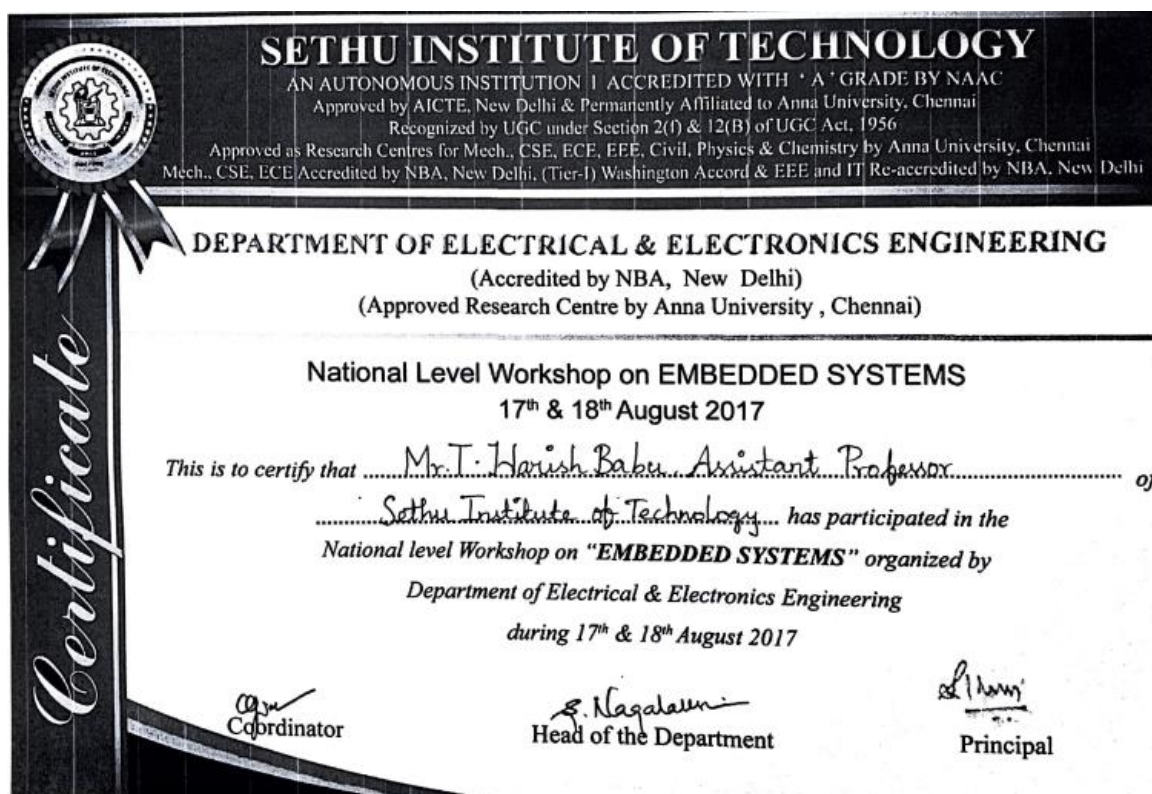 SETHU INSTITUTE OF TECHNOLOGY
AN AUTONOMOUS INSTITUTION | ACCREDITED WITH ' A ' GRADE BY NAAC
Approved by AICTE, New Delhi & Permanently Affiliated to Anna University, Chennai
Recognized by UGC under Section 2(f) & 12(B) of UGC Act, 1956
Approved as Research Centres for Mech., CSE, ECE, EEE, Civil, Physics & Chemistry by Anna University, Chennai
Mech., CSE, ECE Accredited by NBA, New Delhi, (Tier-I) Washington Accord & EEE and IT Re-accredited by NBA, New Delhi
DEPARTMENT OF ELECTRICAL & ELECTRONICS ENGINEERING
(Accredited by NBA, New Delhi)
(Approved Research Centre by Anna University , Chennai)
Certificate
National Level Workshop on EMBEDDED SYSTEMS
17th & 18th August 2017
This is to certify that Mr. T. Harish Babu Assistant Professor of
Sethu Institute of Technology has participated in the
National level Workshop on "EMBEDDED SYSTEMS" organized by
Department of Electrical & Electronics Engineering
during 17th & 18th August 2017
Coordinator
Head of the Department
Principal